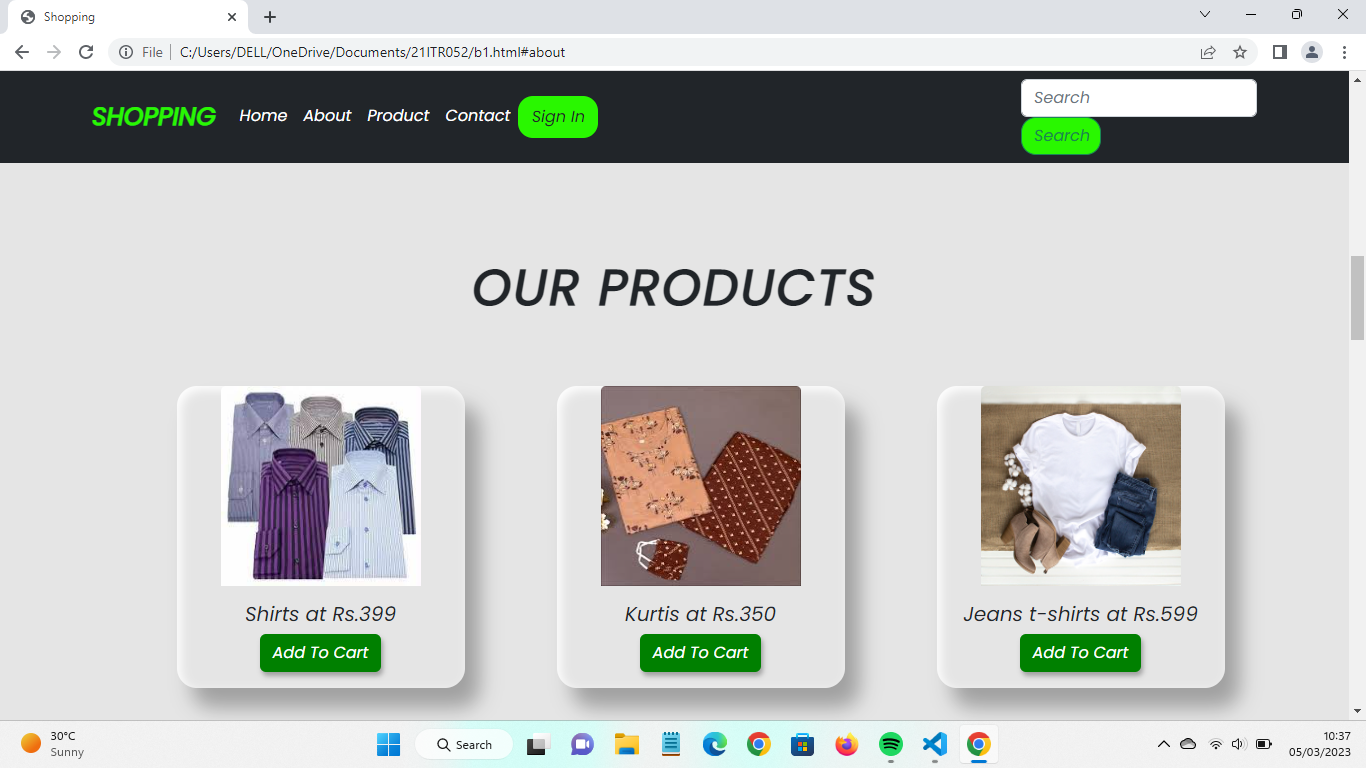 Shopping
File C:/Users/DELL/OneDrive/Documents/21ITR052/b1.html#about
SHOPPING Home About Product Contact Sign In
Search
Search
OUR PRODUCTS
Shirts at Rs.399 Kurtis at Rs.350 Jeans t-shirts at Rs.599
Add To Cart Add To Cart Add To Cart
30°C
Sunny
Search
10:37
05/03/2023